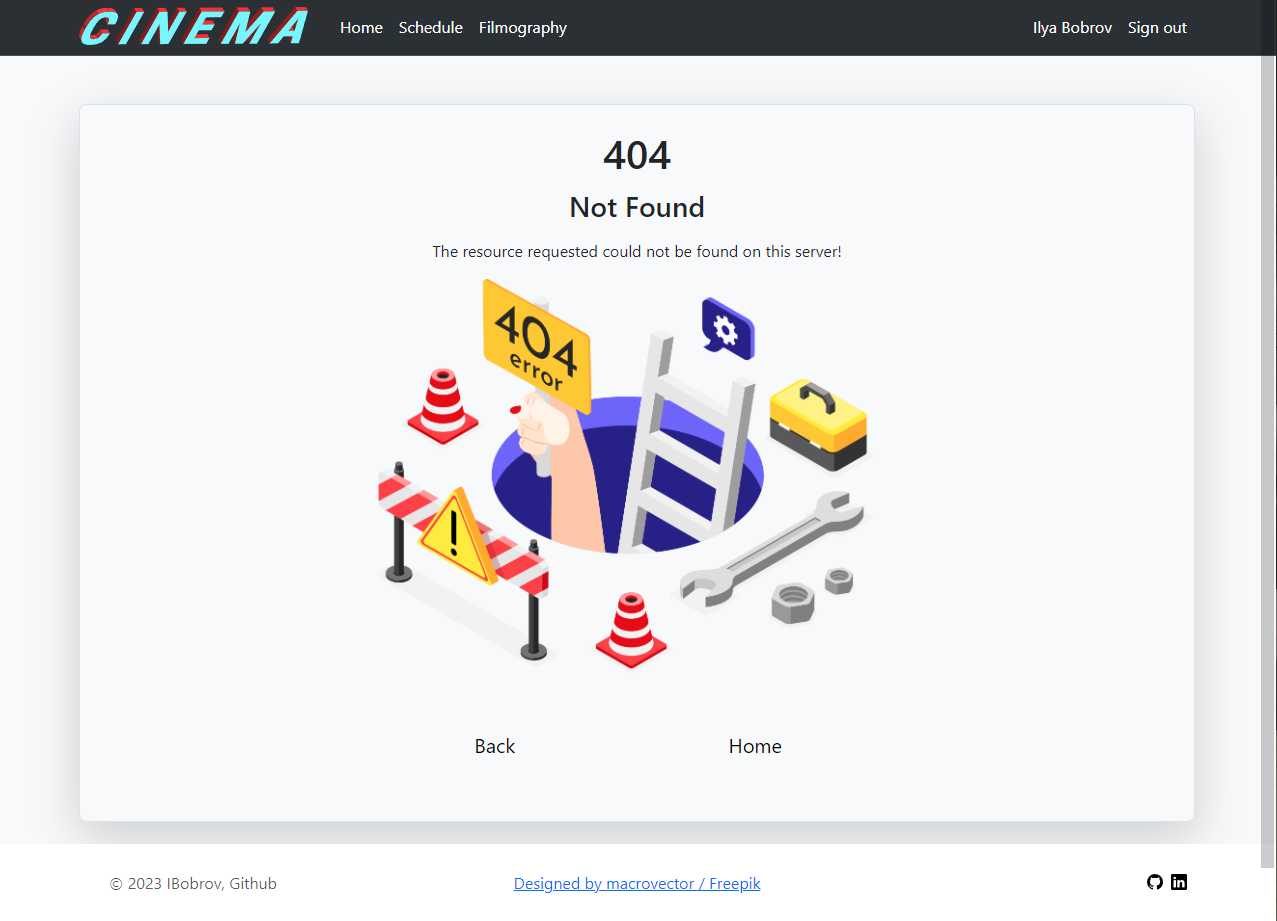 CINEMA Home Schedule Filmography Ilya Bobrov Sign out
404
Not Found
The resource requested could not be found on this server!
404
error
Back Home
© 2023 IBobrov, Github Designed by macrovector / Freepik